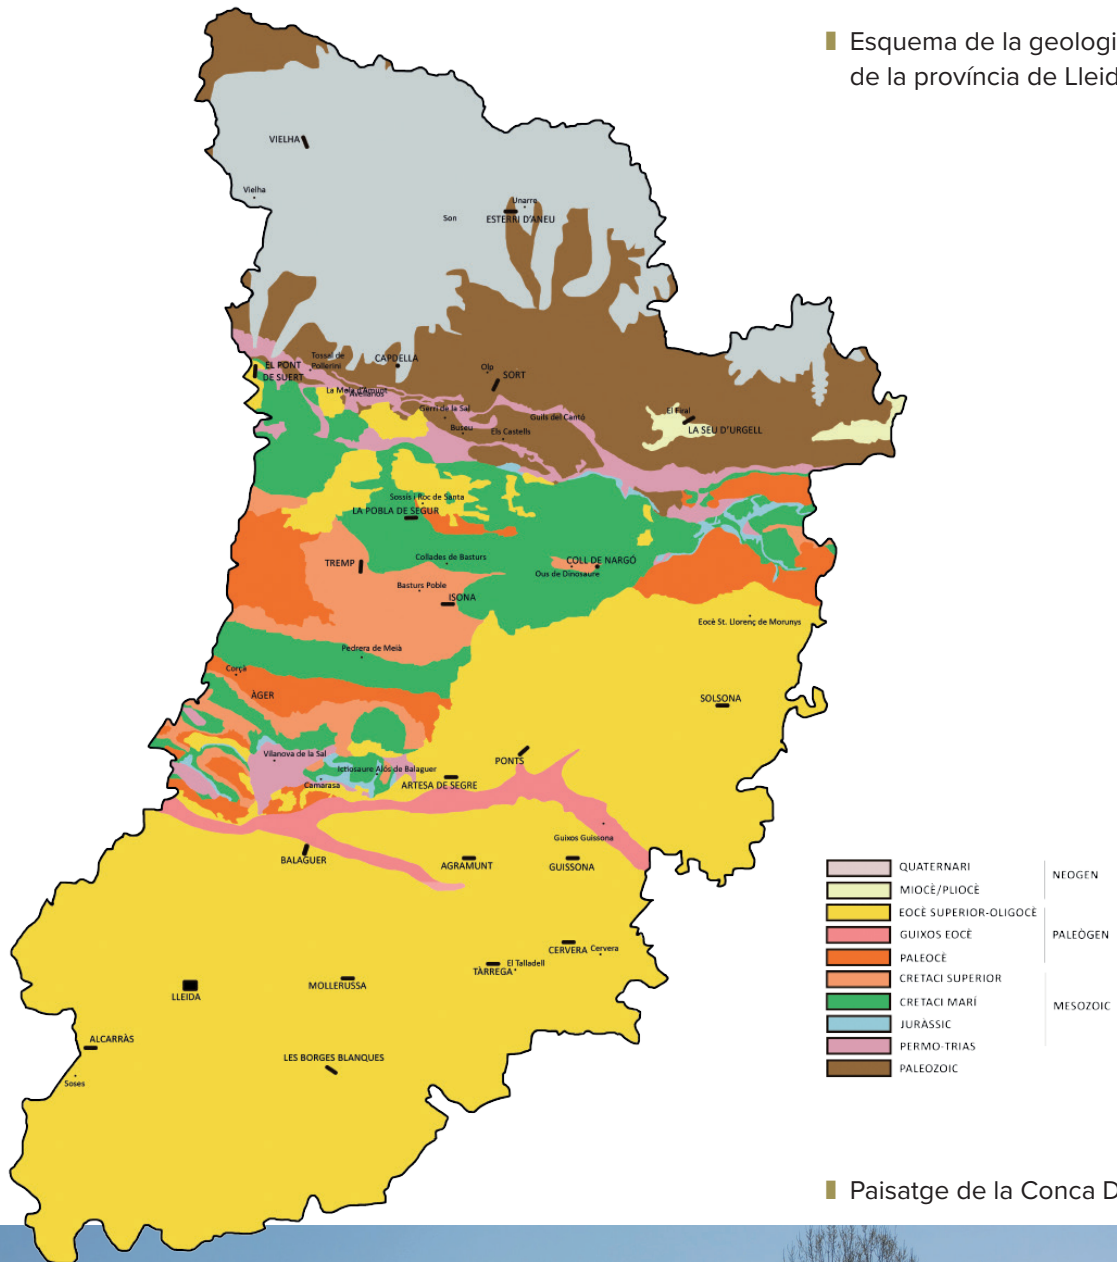 Esquema de la geologi
de la província de Lleid
VIELHA
Vielha
Unarre
Son
ESTERRI D'ANEU
Tossal de
Pollerini
CAPDELLA
EL PONT
DE SUERT
Olp
SORT
Avellanos
Gerri de la Sal
Guils del Cantó
El Firal
Buseu
Els Castells
LA SEU D'URGELL
Sossis i Roc de Santa
LA POBLA DE SEGUR
TREMP
Collades de Basturs
COLL DE NARGÓ
Ous de Dinosaure
Basturs Poble
ISONA
Eocè St. Llorenç de Morunys
Pedrera de Meià
Corçà
ÀGER
SOLSONA
Vilanova de la Sal
PONTS
Ictiosaure Alós de Balaguer
Camarasa
ARTESA DE SEGRE
Guixos Guissona
BALAGUER
AGRAMUNT
GUISSONA
CERVERA
Cervera
El Talladell
TÀRREGA
LLEIDA
MOLLERUSSA
ALCARRÀS
LES BORGES BLANQUES
Soses
QUATERNARI
MIOCÈ/PLIOCÈ
NEOGEN
EOCÈ SUPERIOR-OLIGOCÈ
GUIXOS EOCÈ
PALEÒGEN
PALEOCÈ
CRETACI SUPERIOR
CRETACI MARÍ
MESOZOIC
JURÀSSIC
PERMO-TRIAS
PALEOZOIC
Paisatge de la Conca D